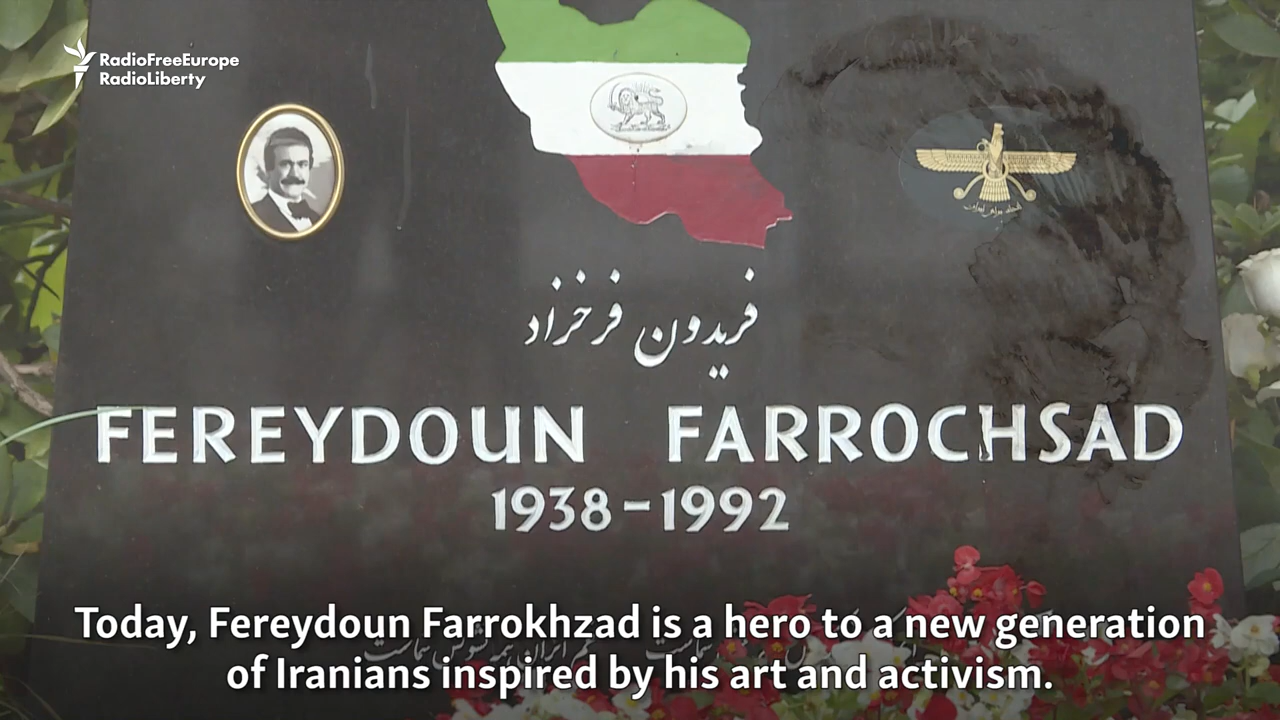 RadioFreeEurope
RadioLiberty
فریدون فرخزاد
FEREYDOUN FARROCHSAD
1938-1992
Today, Fereydoun Farrokhzad is a hero to a new generation
of Iranians inspired by his art and activism.